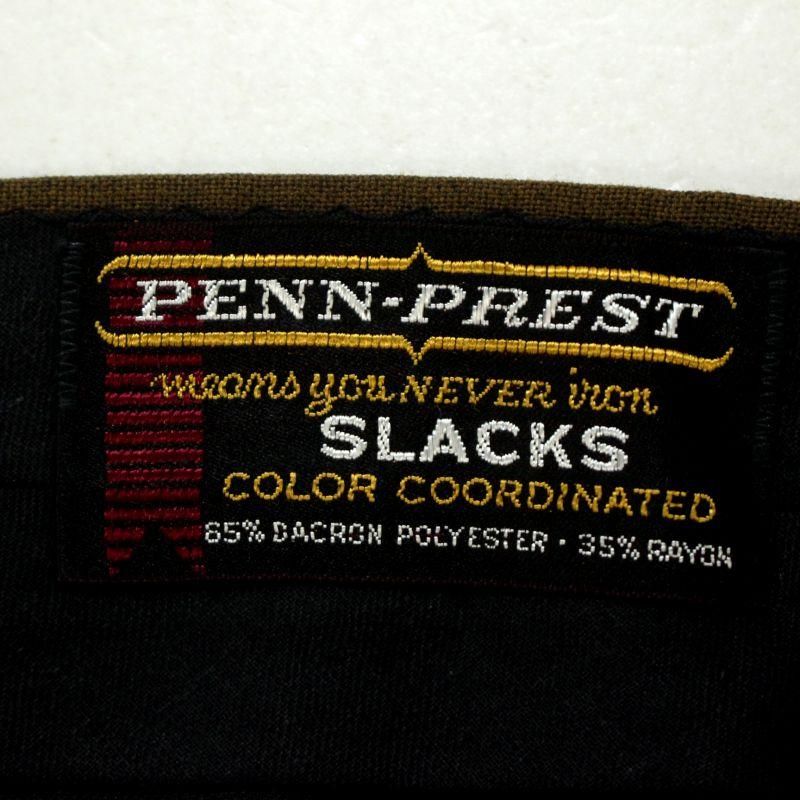 PENN-PREST
means you NEVER iron
SLACKS
COLOR COORDINATED
65% DACRON POLYESTER · 35% RAYON